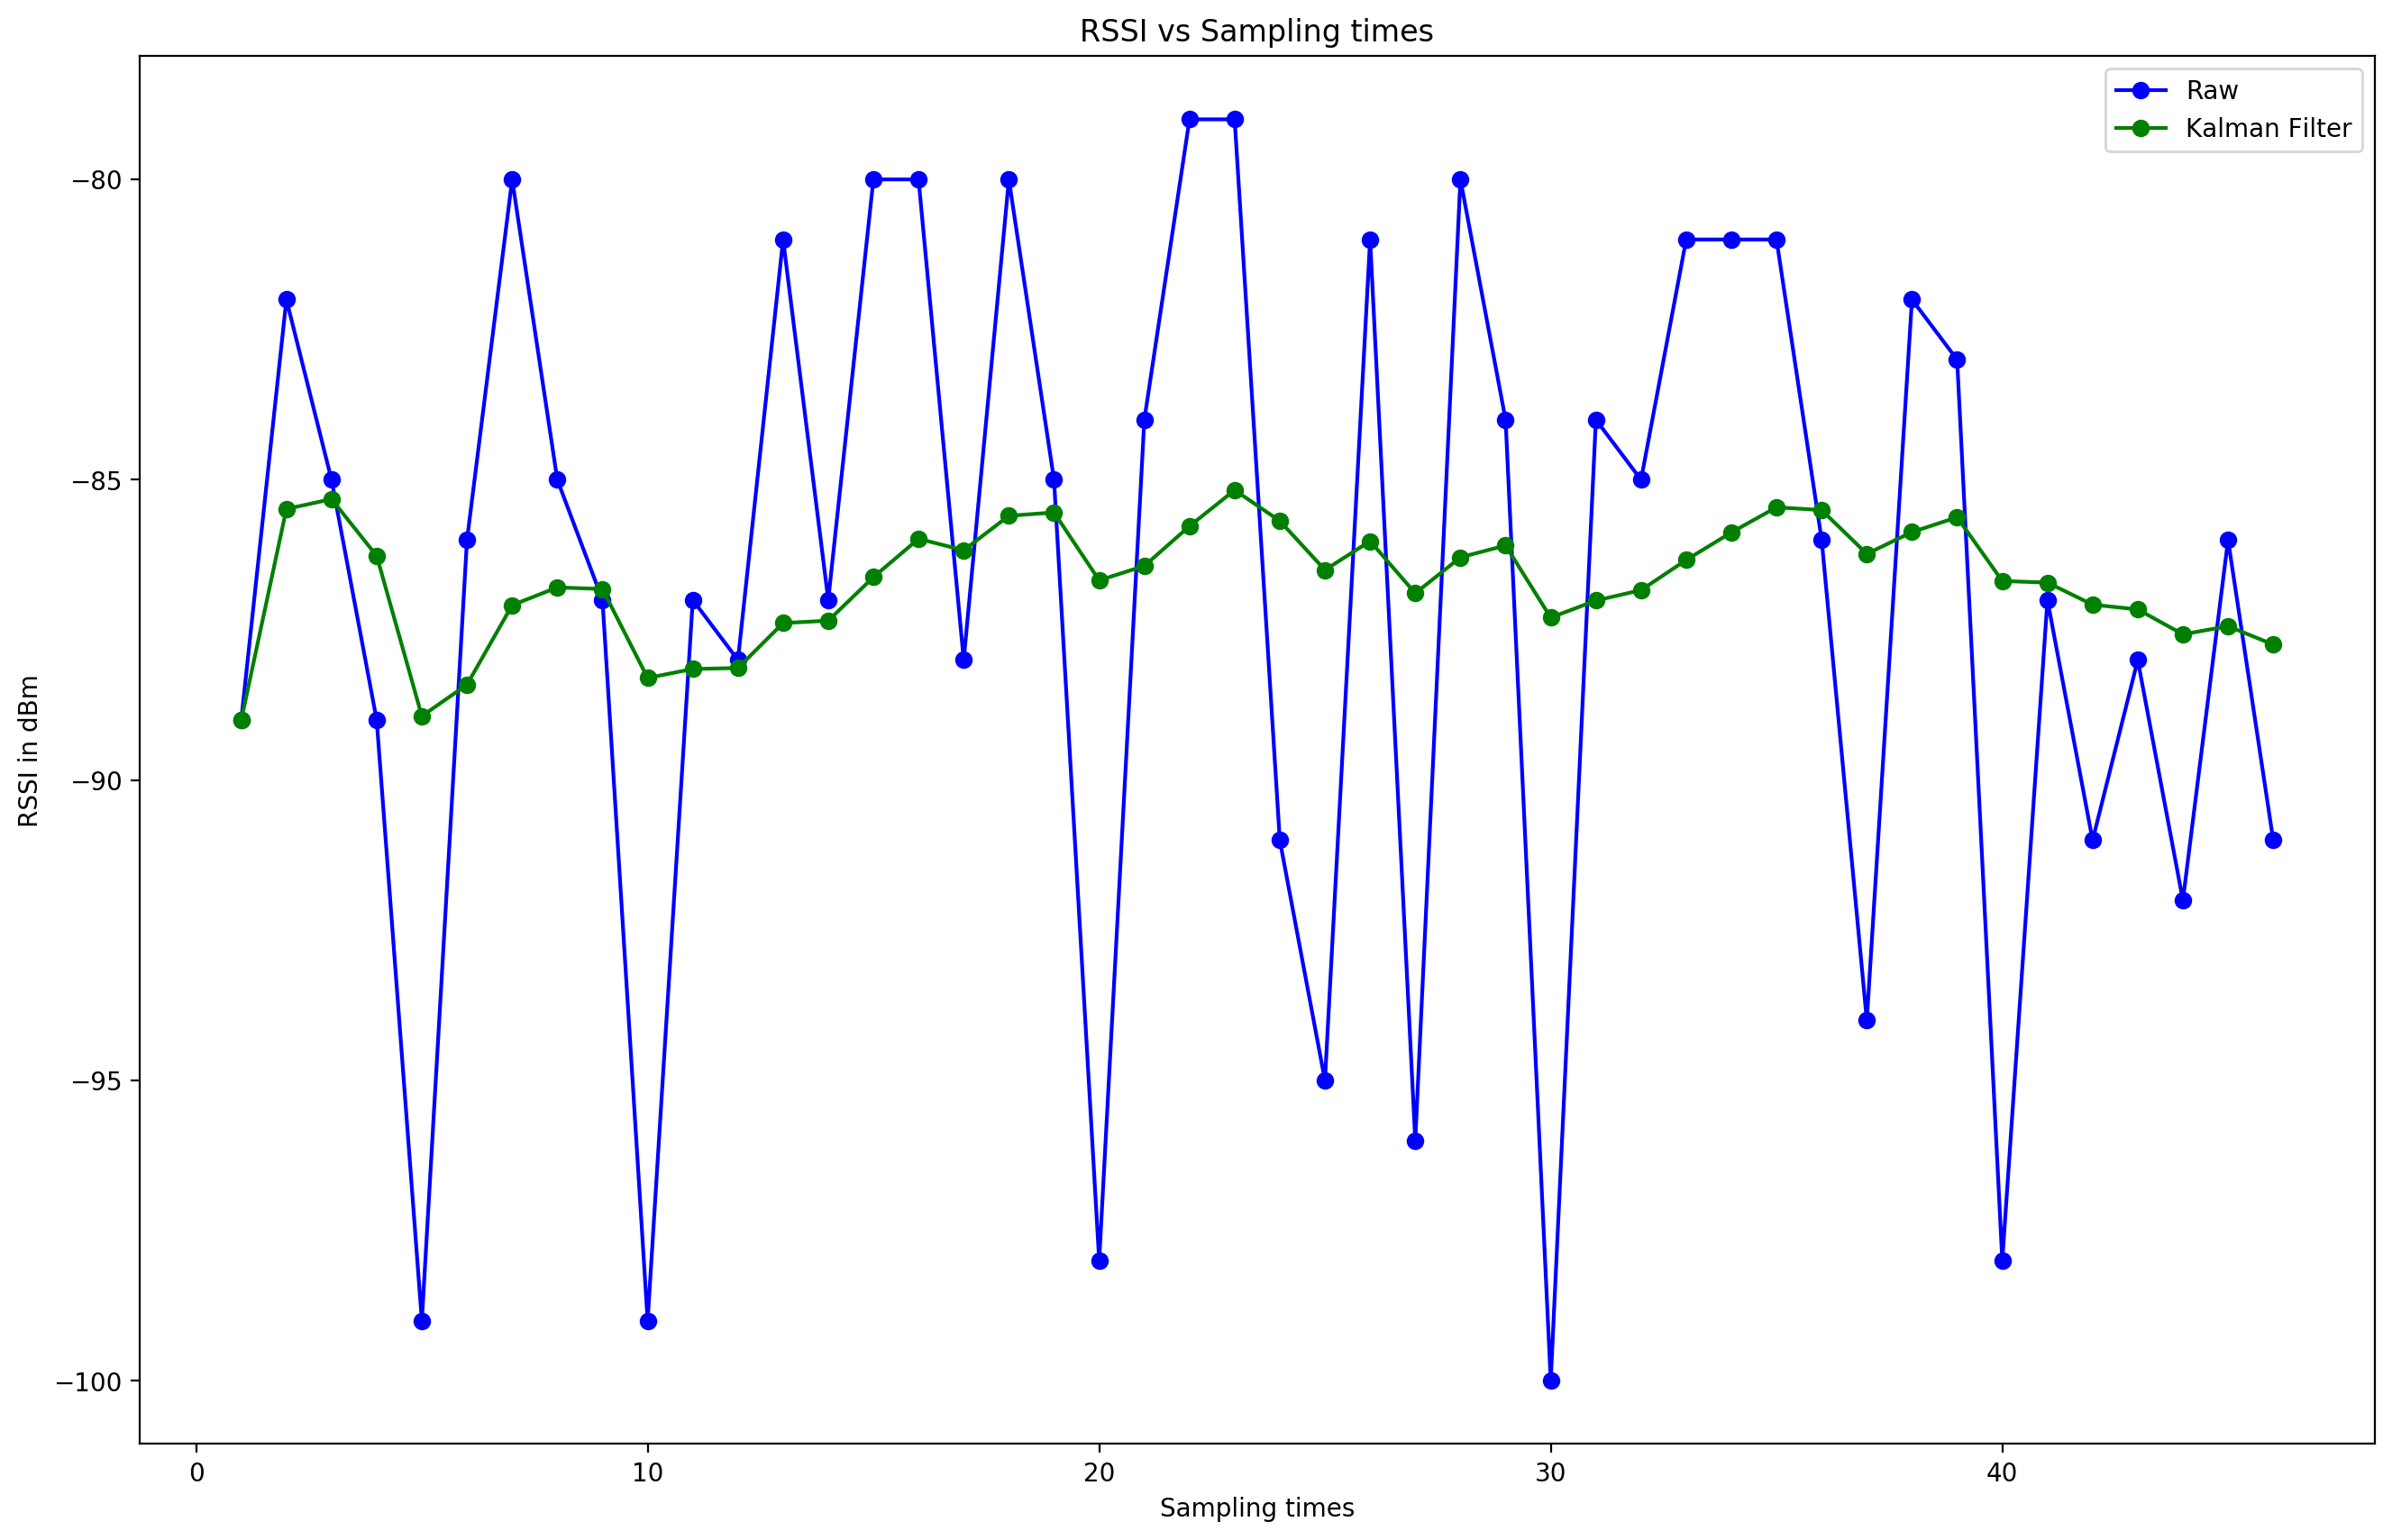 RSSI vs Sampling times
Raw
Kalman Filter
−80
−85
−90
−95
−100
RSSI in dBm
0 10 20 30 40
Sampling times